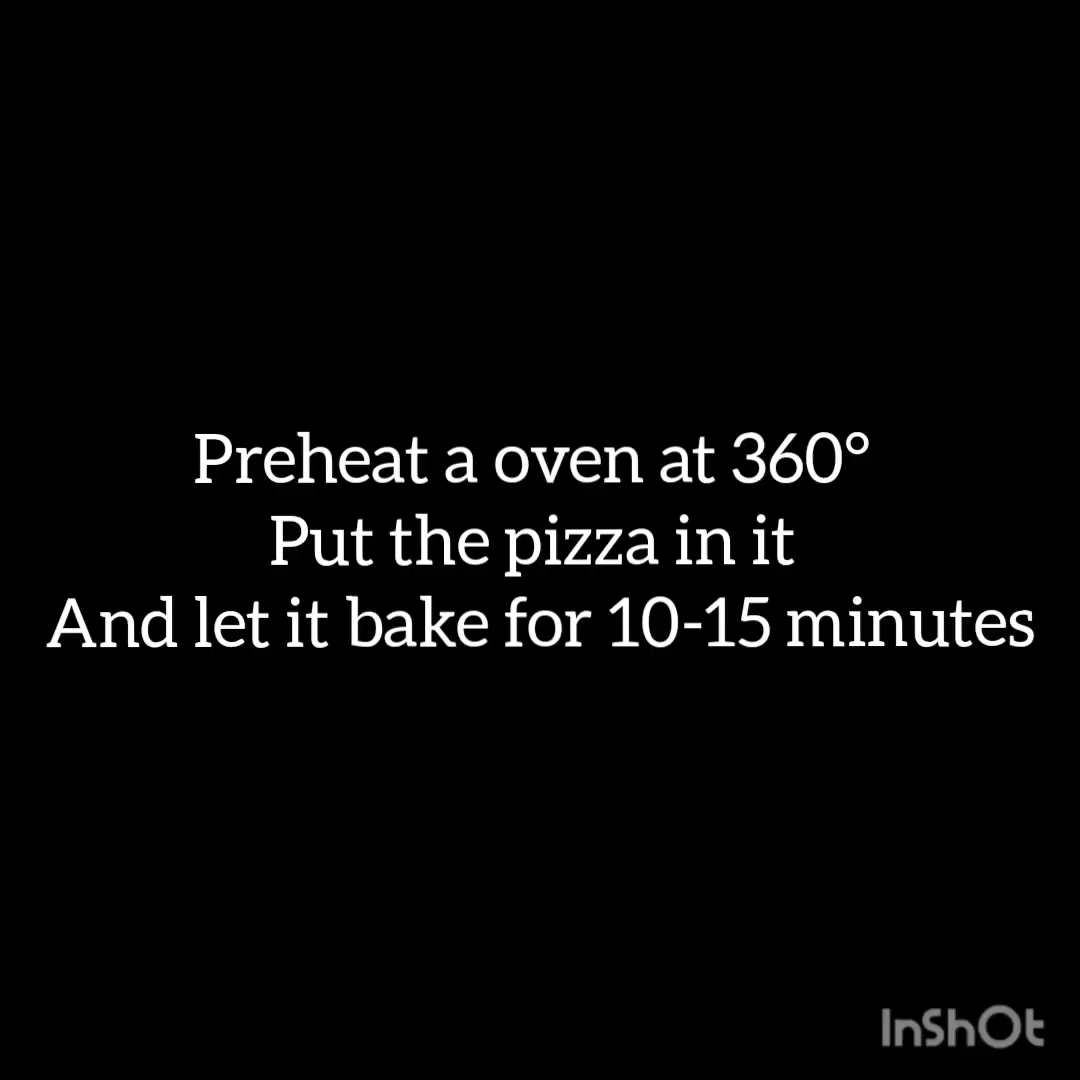 Preheat a oven at 360°
Put the pizza in it
And let it bake for 10-15 minutes
InShOt